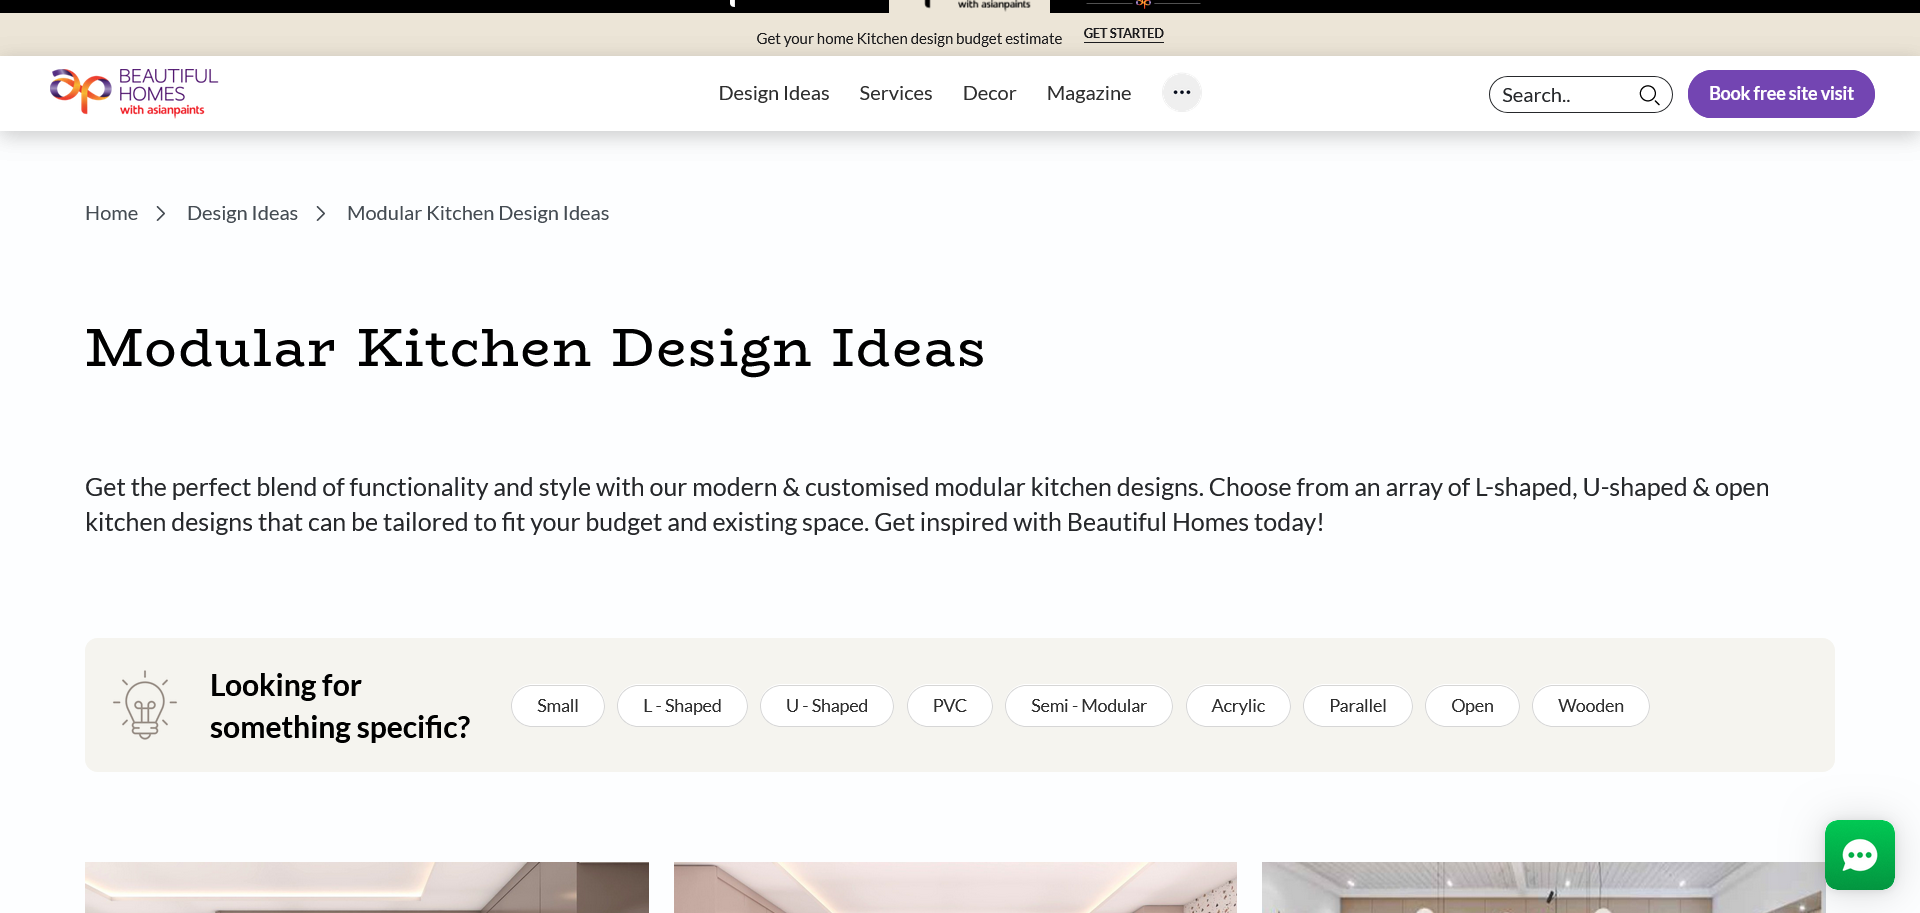 with asianpaints
Get your home Kitchen design budget estimate GET STARTED
BEAUTIFUL
HOMES
with asianpaints
Design Ideas Services Decor Magazine
Search..
Book free site visit
Home Design Ideas Modular Kitchen Design Ideas
Modular Kitchen Design Ideas
Get the perfect blend of functionality and style with our modern & customised modular kitchen designs. Choose from an array of L-shaped, U-shaped & open
kitchen designs that can be tailored to fit your budget and existing space. Get inspired with Beautiful Homes today!
Looking for
something specific?
Small L - Shaped U - Shaped PVC Semi - Modular Acrylic Parallel Open Wooden